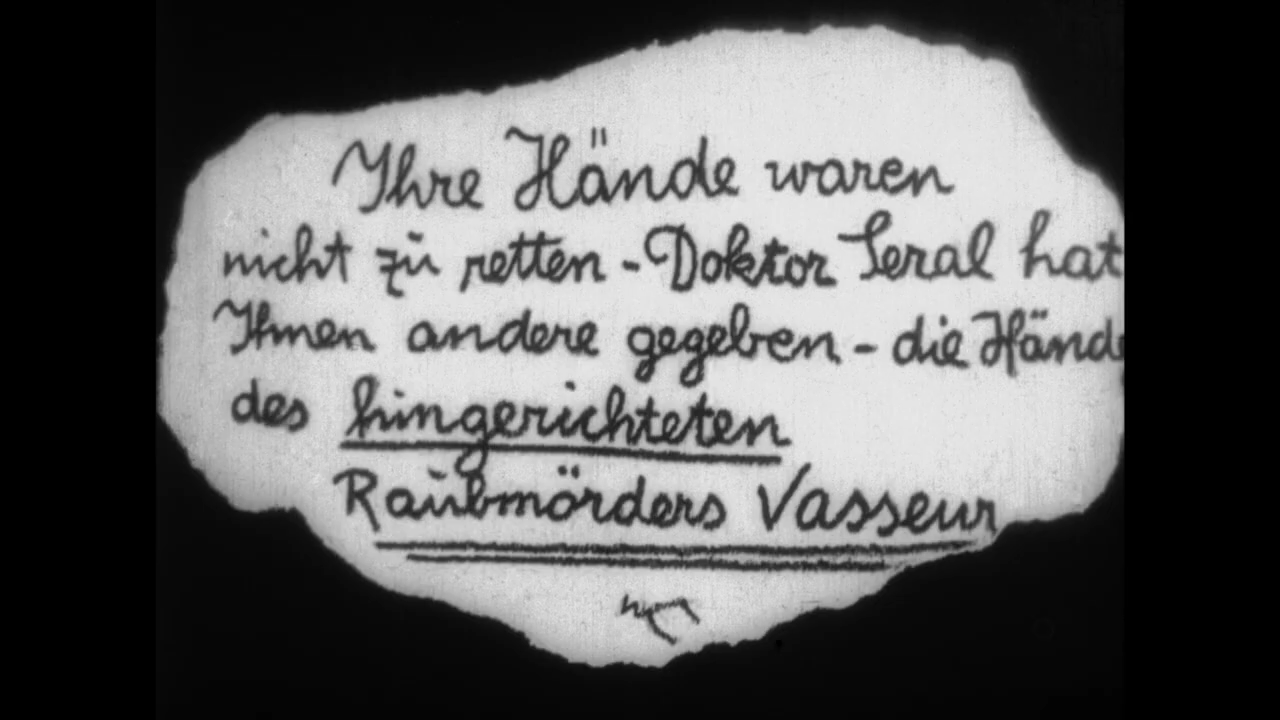 Ihre Hände waren
nicht zu retten - Doktor Seral hat
Ihnen andere gegeben - die Hände
des hingerichteten
Raubmörders Vasseur